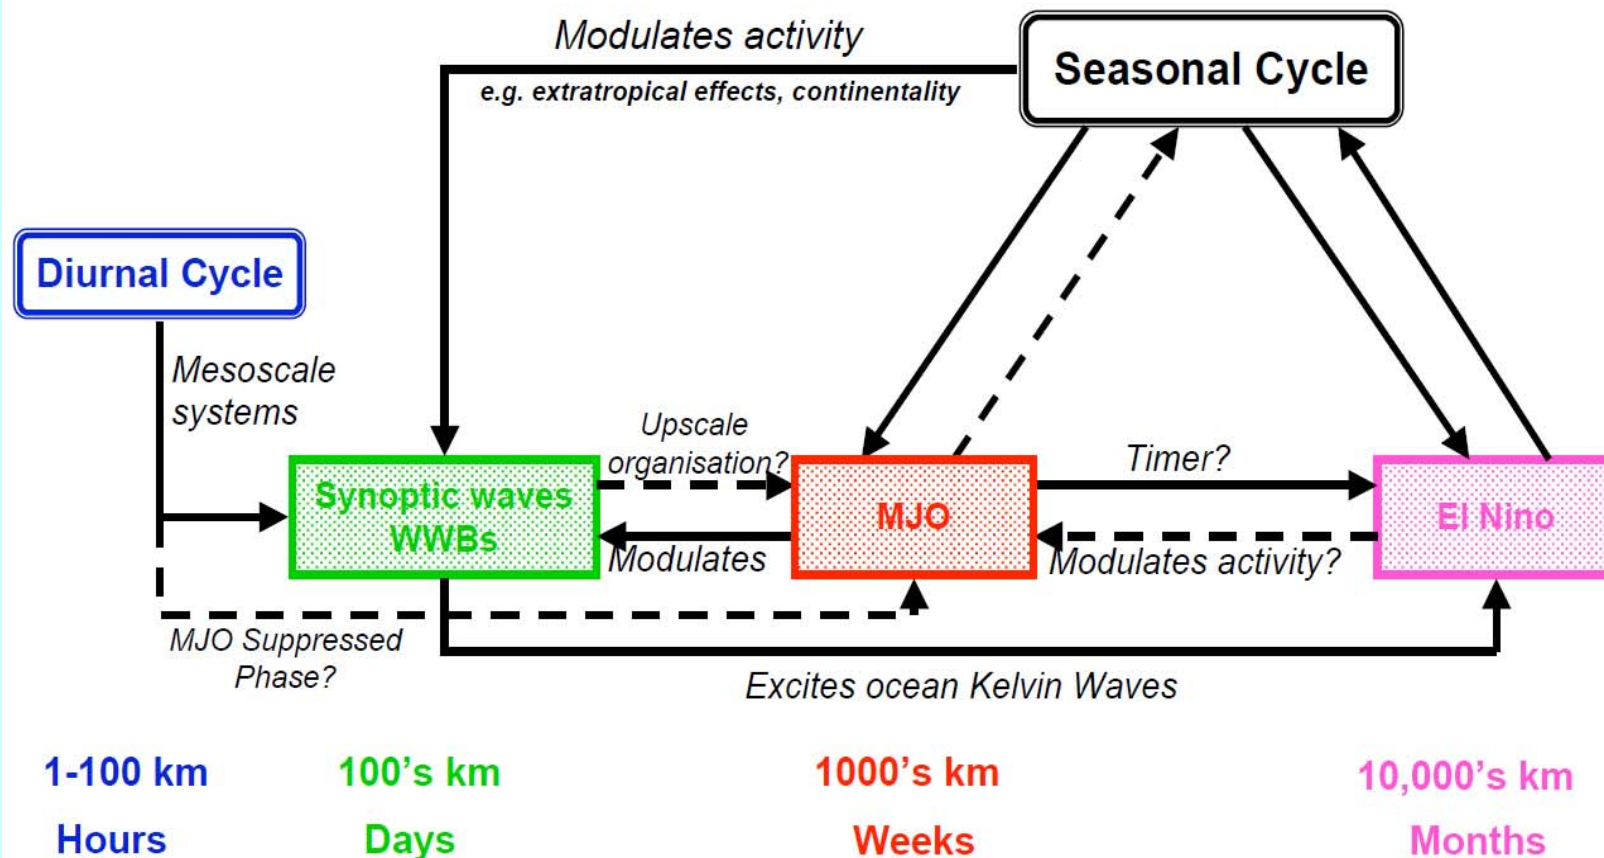 Modulates activity
e.g. extratropical effects, continentality
Seasonal Cycle
Diurnal Cycle
Mesoscale
systems
Upscale
organisation?
Timer?
Synoptic waves
WWBs
MJO
El Nino
Modulates
Modulates activity?
MJO Suppressed
Phase?
Excites ocean Kelvin Waves
1-100 km
100's km
1000's km
10,000's km
Hours
Days
Weeks
Months